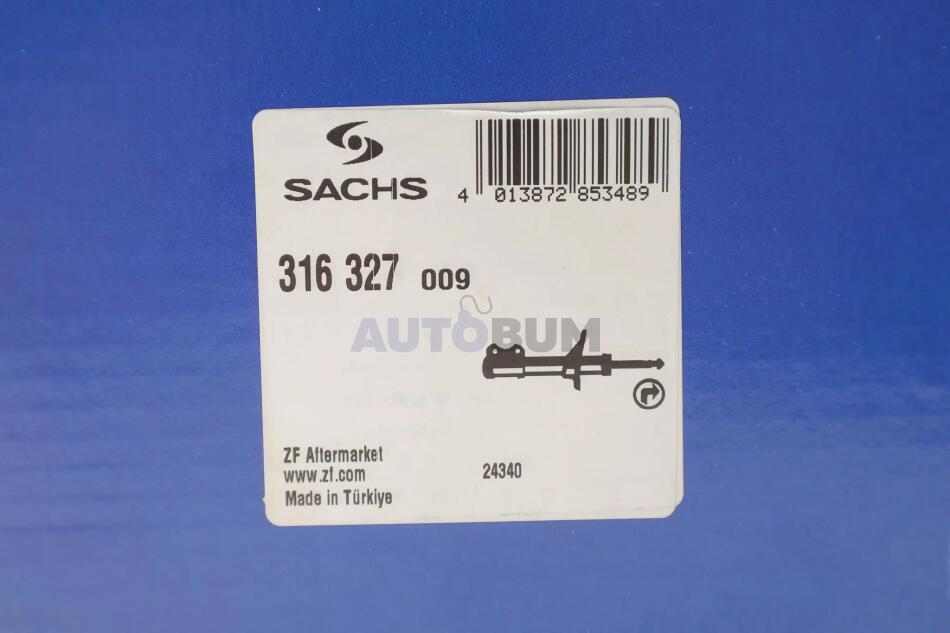 SACHS
4 013872 853489
316 327 009
AUTOBUM
ZF Aftermarket
www.zf.com
Made in Türkiye
24340